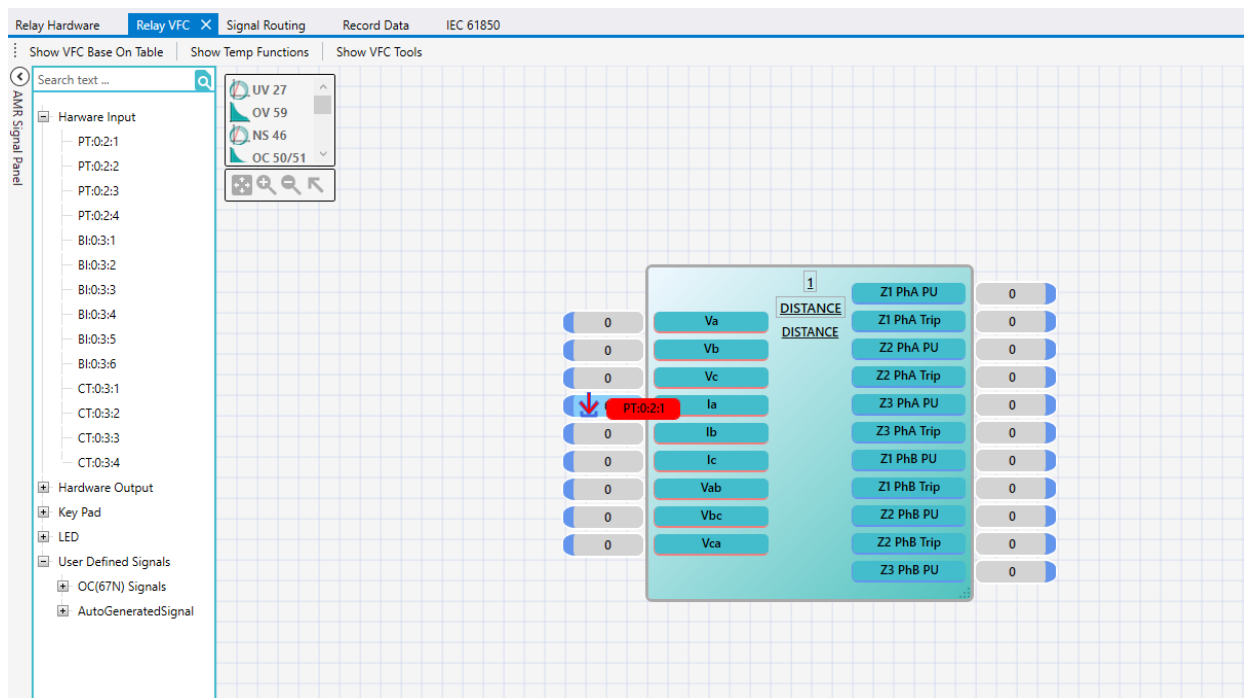 Relay Hardware
Relay VFC
Signal Routing
Record Data
IEC 61850
Show VFC Base On Table
Show Temp Functions
Show VFC Tools
AMR Signal Panel
Search text ...
Harware Input
PT:0:2:1
PT:0:2:2
PT:0:2:3
PT:0:2:4
BI:0:3:1
BI:0:3:2
BI:0:3:3
BI:0:3:4
BI:0:3:5
BI:0:3:6
CT:0:3:1
CT:0:3:2
CT:0:3:3
CT:0:3:4
Hardware Output
Key Pad
LED
User Defined Signals
OC(67N) Signals
AutoGeneratedSignal
UV 27
OV 59
NS 46
OC 50/51
1
DISTANCE
DISTANCE
0 Va
0 Vb
0 Vc
PT:0:2:1 Ia
0 Ib
0 Ic
0 Vab
0 Vbc
0 Vca
Z1 PhA PU 0
Z1 PhA Trip 0
Z2 PhA PU 0
Z2 PhA Trip 0
Z3 PhA PU 0
Z3 PhA Trip 0
Z1 PhB PU 0
Z1 PhB Trip 0
Z2 PhB PU 0
Z2 PhB Trip 0
Z3 PhB PU 0